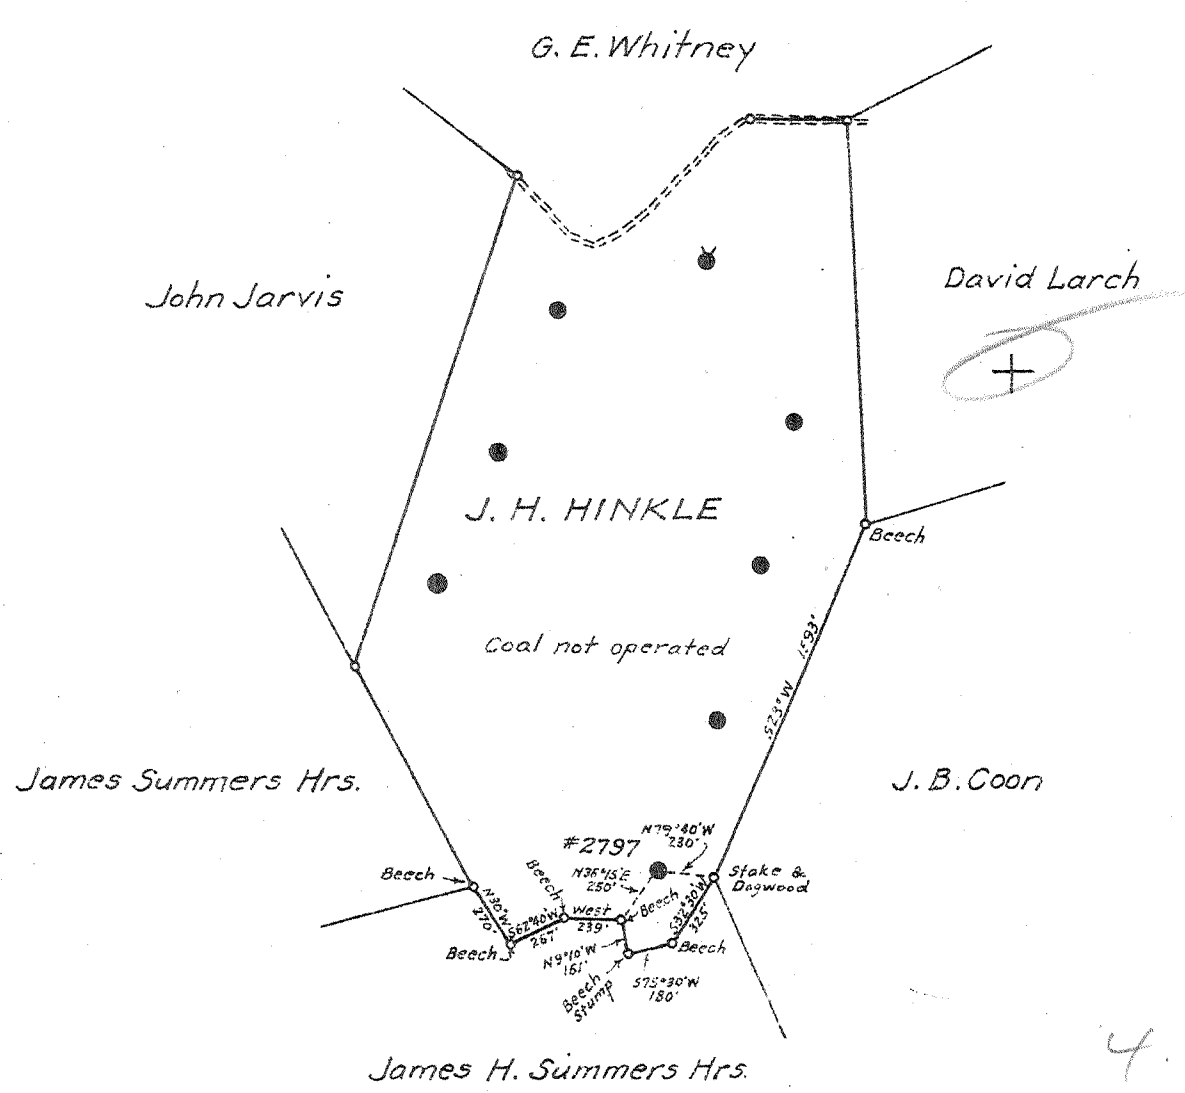 G. E. Whitney
John Jarvis
David Larch
J. H. HINKLE
Beech
Coal not operated
1593'
S23°W
James Summers Hrs.
J. B. Coon
#2797
N79°40'W
230'
N36°15'E
250'
Beech
Beech
Beech
Stake &
Dogwood
N30°W
270'
S62°40'W
267'
West
239'
S32°30'W
325'
Beech
Beech
N9°10'W
161'
Beech
Stump
S75°30'W
180'
James H. Summers Hrs.
4.